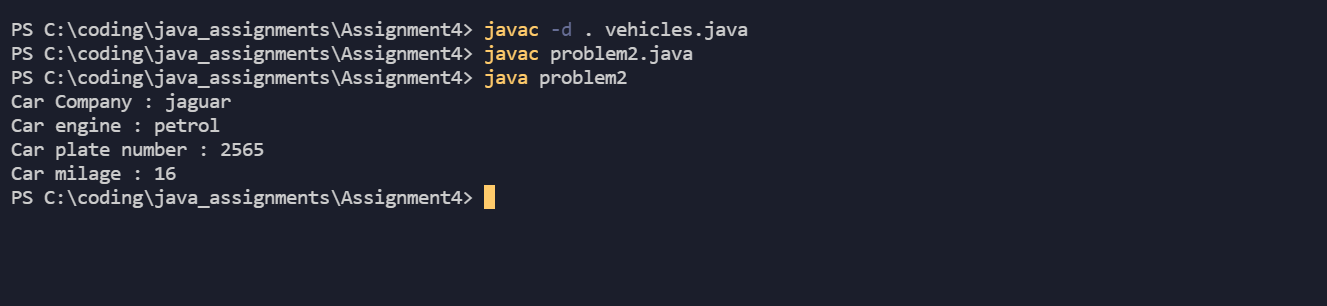 PS C:\coding\java_assignments\Assignment4> javac -d . vehicles.java
PS C:\coding\java_assignments\Assignment4> javac problem2.java
PS C:\coding\java_assignments\Assignment4> java problem2
Car Company : jaguar
Car engine : petrol
Car plate number : 2565
Car milage : 16
PS C:\coding\java_assignments\Assignment4>